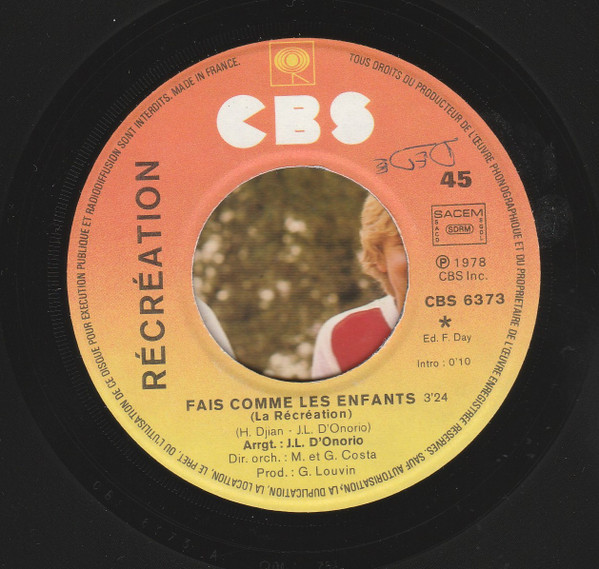 TOUS DROITS DU PRODUCTEUR DE L'ŒUVRE PHONOGRAPHIQUE ET DU PROPRIETAIRE DE L'ŒUVRE ENREGISTREE RESERVES. SAUF AUTORISATION, LA DUPLICATION, LA LOCATION, LE PRET, OU L'UTILISATION DE CE DISQUE POUR EXECUTION PUBLIQUE ET RADIODIFFUSION SONT INTERDITS. MADE IN FRANCE.
CBS
45
SACEM
SACD SDRM SGDL
℗ 1978
CBS Inc.
CBS 6373
*
Ed. F. Day
Intro : 0'10
RÉCRÉATION
FAIS COMME LES ENFANTS 3'24
(La Récréation)
(H. Djian - J.L. D'Onorio)
Arrgt. : J.L. D'Onorio
Dir. orch. : M. et G. Costa
Prod. : G. Louvin